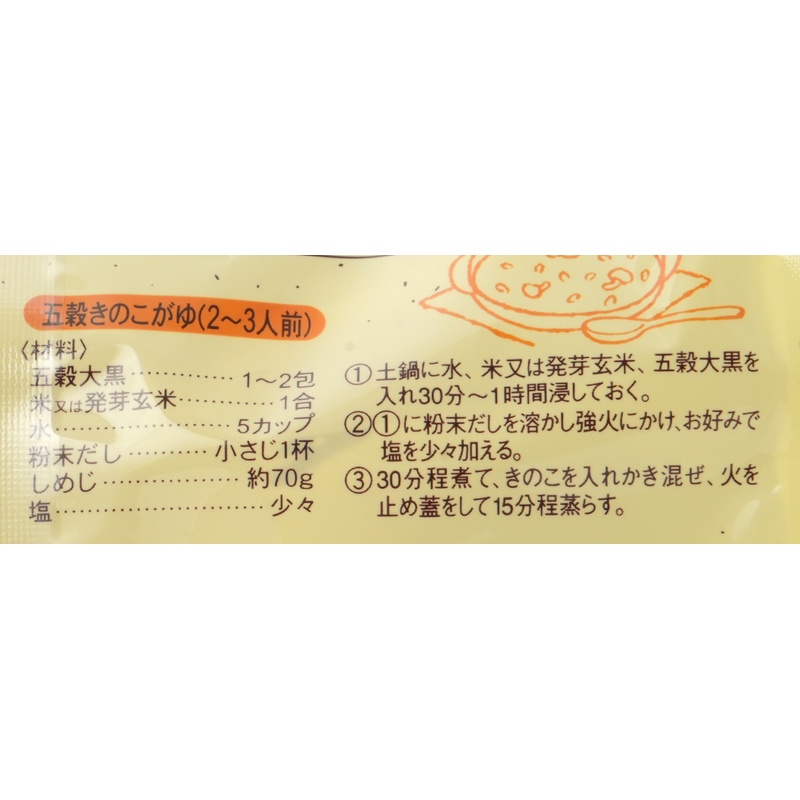 五穀きのこがゆ(2〜3人前)
〈材料〉
五穀大黒…………1〜2包
米又は発芽玄米…………1合
水…………………5カップ
粉末だし…………小さじ1杯
しめじ……………約70g
塩…………………少々
①土鍋に水、米又は発芽玄米、五穀大黒を
入れ30分〜1時間浸しておく。
②①に粉末だしを溶かし強火にかけ、お好みで
塩を少々加える。
③30分程煮て、きのこを入れかき混ぜ、火を
止め蓋をして15分程蒸らす。